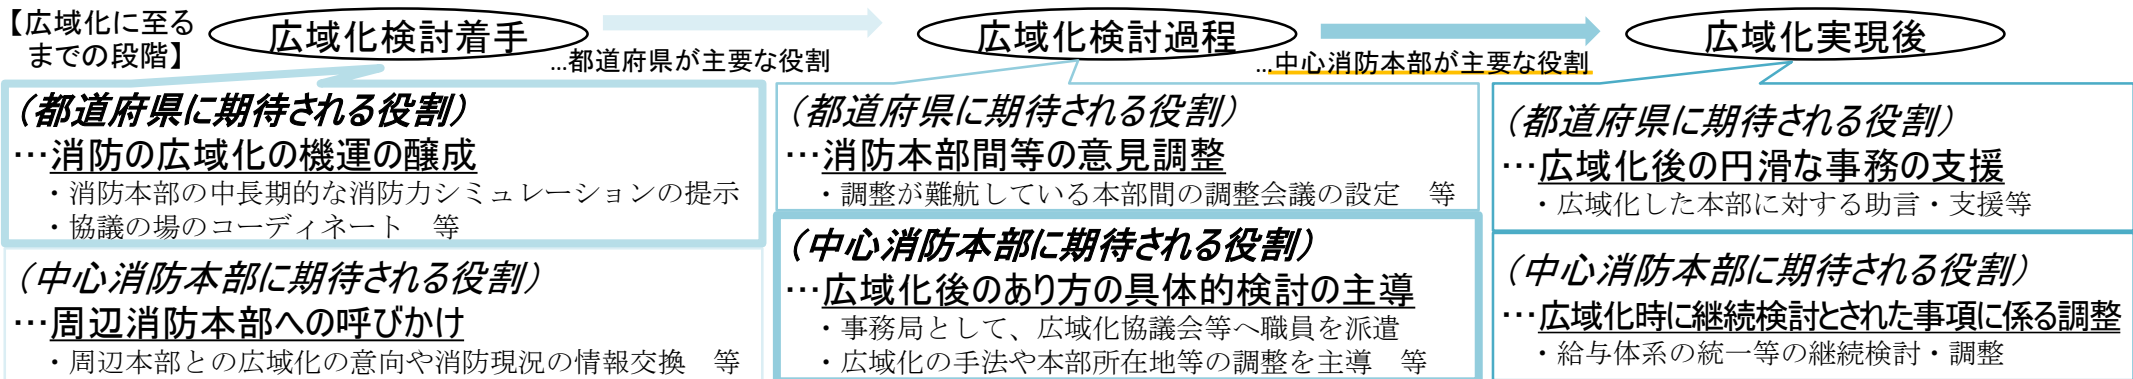 【広域化に至る
までの段階】
広域化検討着手
…都道府県が主要な役割
広域化検討過程
…中心消防本部が主要な役割
広域化実現後
（都道府県に期待される役割）
…消防の広域化の機運の醸成
・消防本部の中長期的な消防力シミュレーションの提示
・協議の場のコーディネート　等
（中心消防本部に期待される役割）
…周辺消防本部への呼びかけ
・周辺本部との広域化の意向や消防現況の情報交換　等
（都道府県に期待される役割）
…消防本部間等の意見調整
・調整が難航している本部間の調整会議の設定　等
（中心消防本部に期待される役割）
…広域化後のあり方の具体的検討の主導
・事務局として、広域化協議会等へ職員を派遣
・広域化の手法や本部所在地等の調整を主導　等
（都道府県に期待される役割）
…広域化後の円滑な事務の支援
・広域化した本部に対する助言・支援等
（中心消防本部に期待される役割）
…広域化時に継続検討とされた事項に係る調整
・給与体系の統一等の継続検討・調整